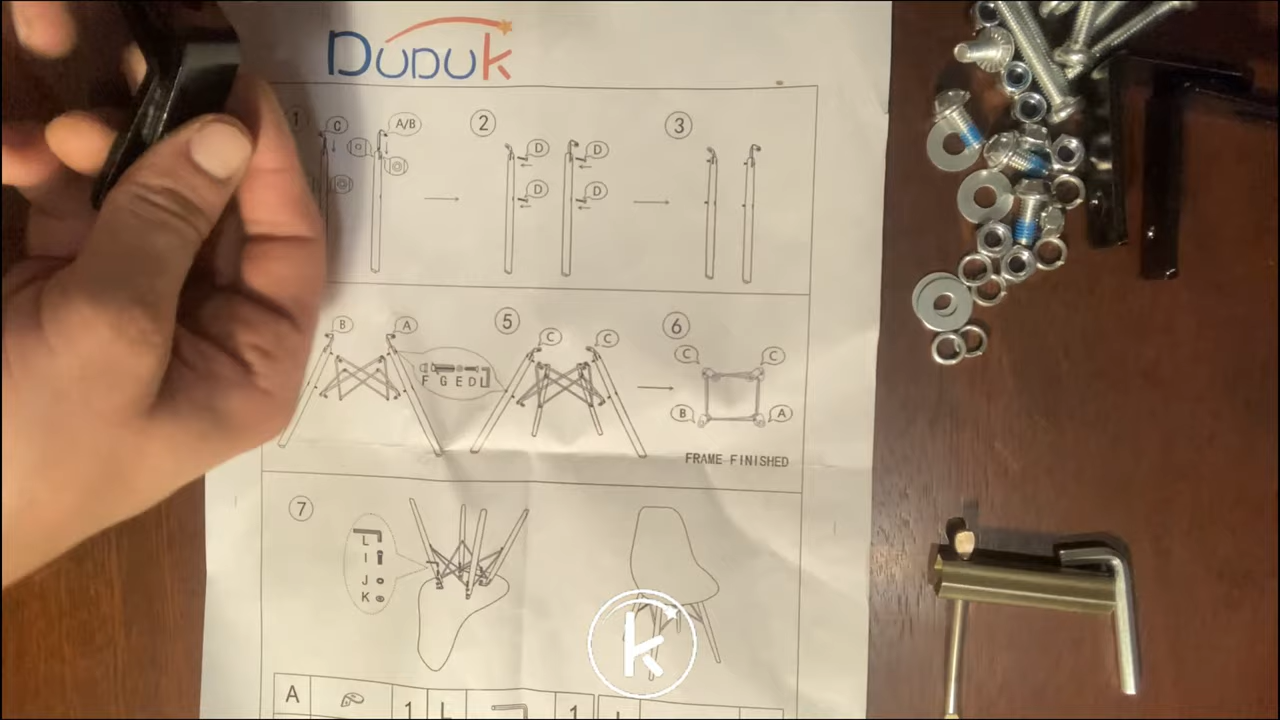 DUDUK
1 C A/B
2 D D
D D
3
B A
F G E D L
5 C C
6 C C
B A
FRAME FINISHED
7
L
I
J
K
k
A 1 L 1